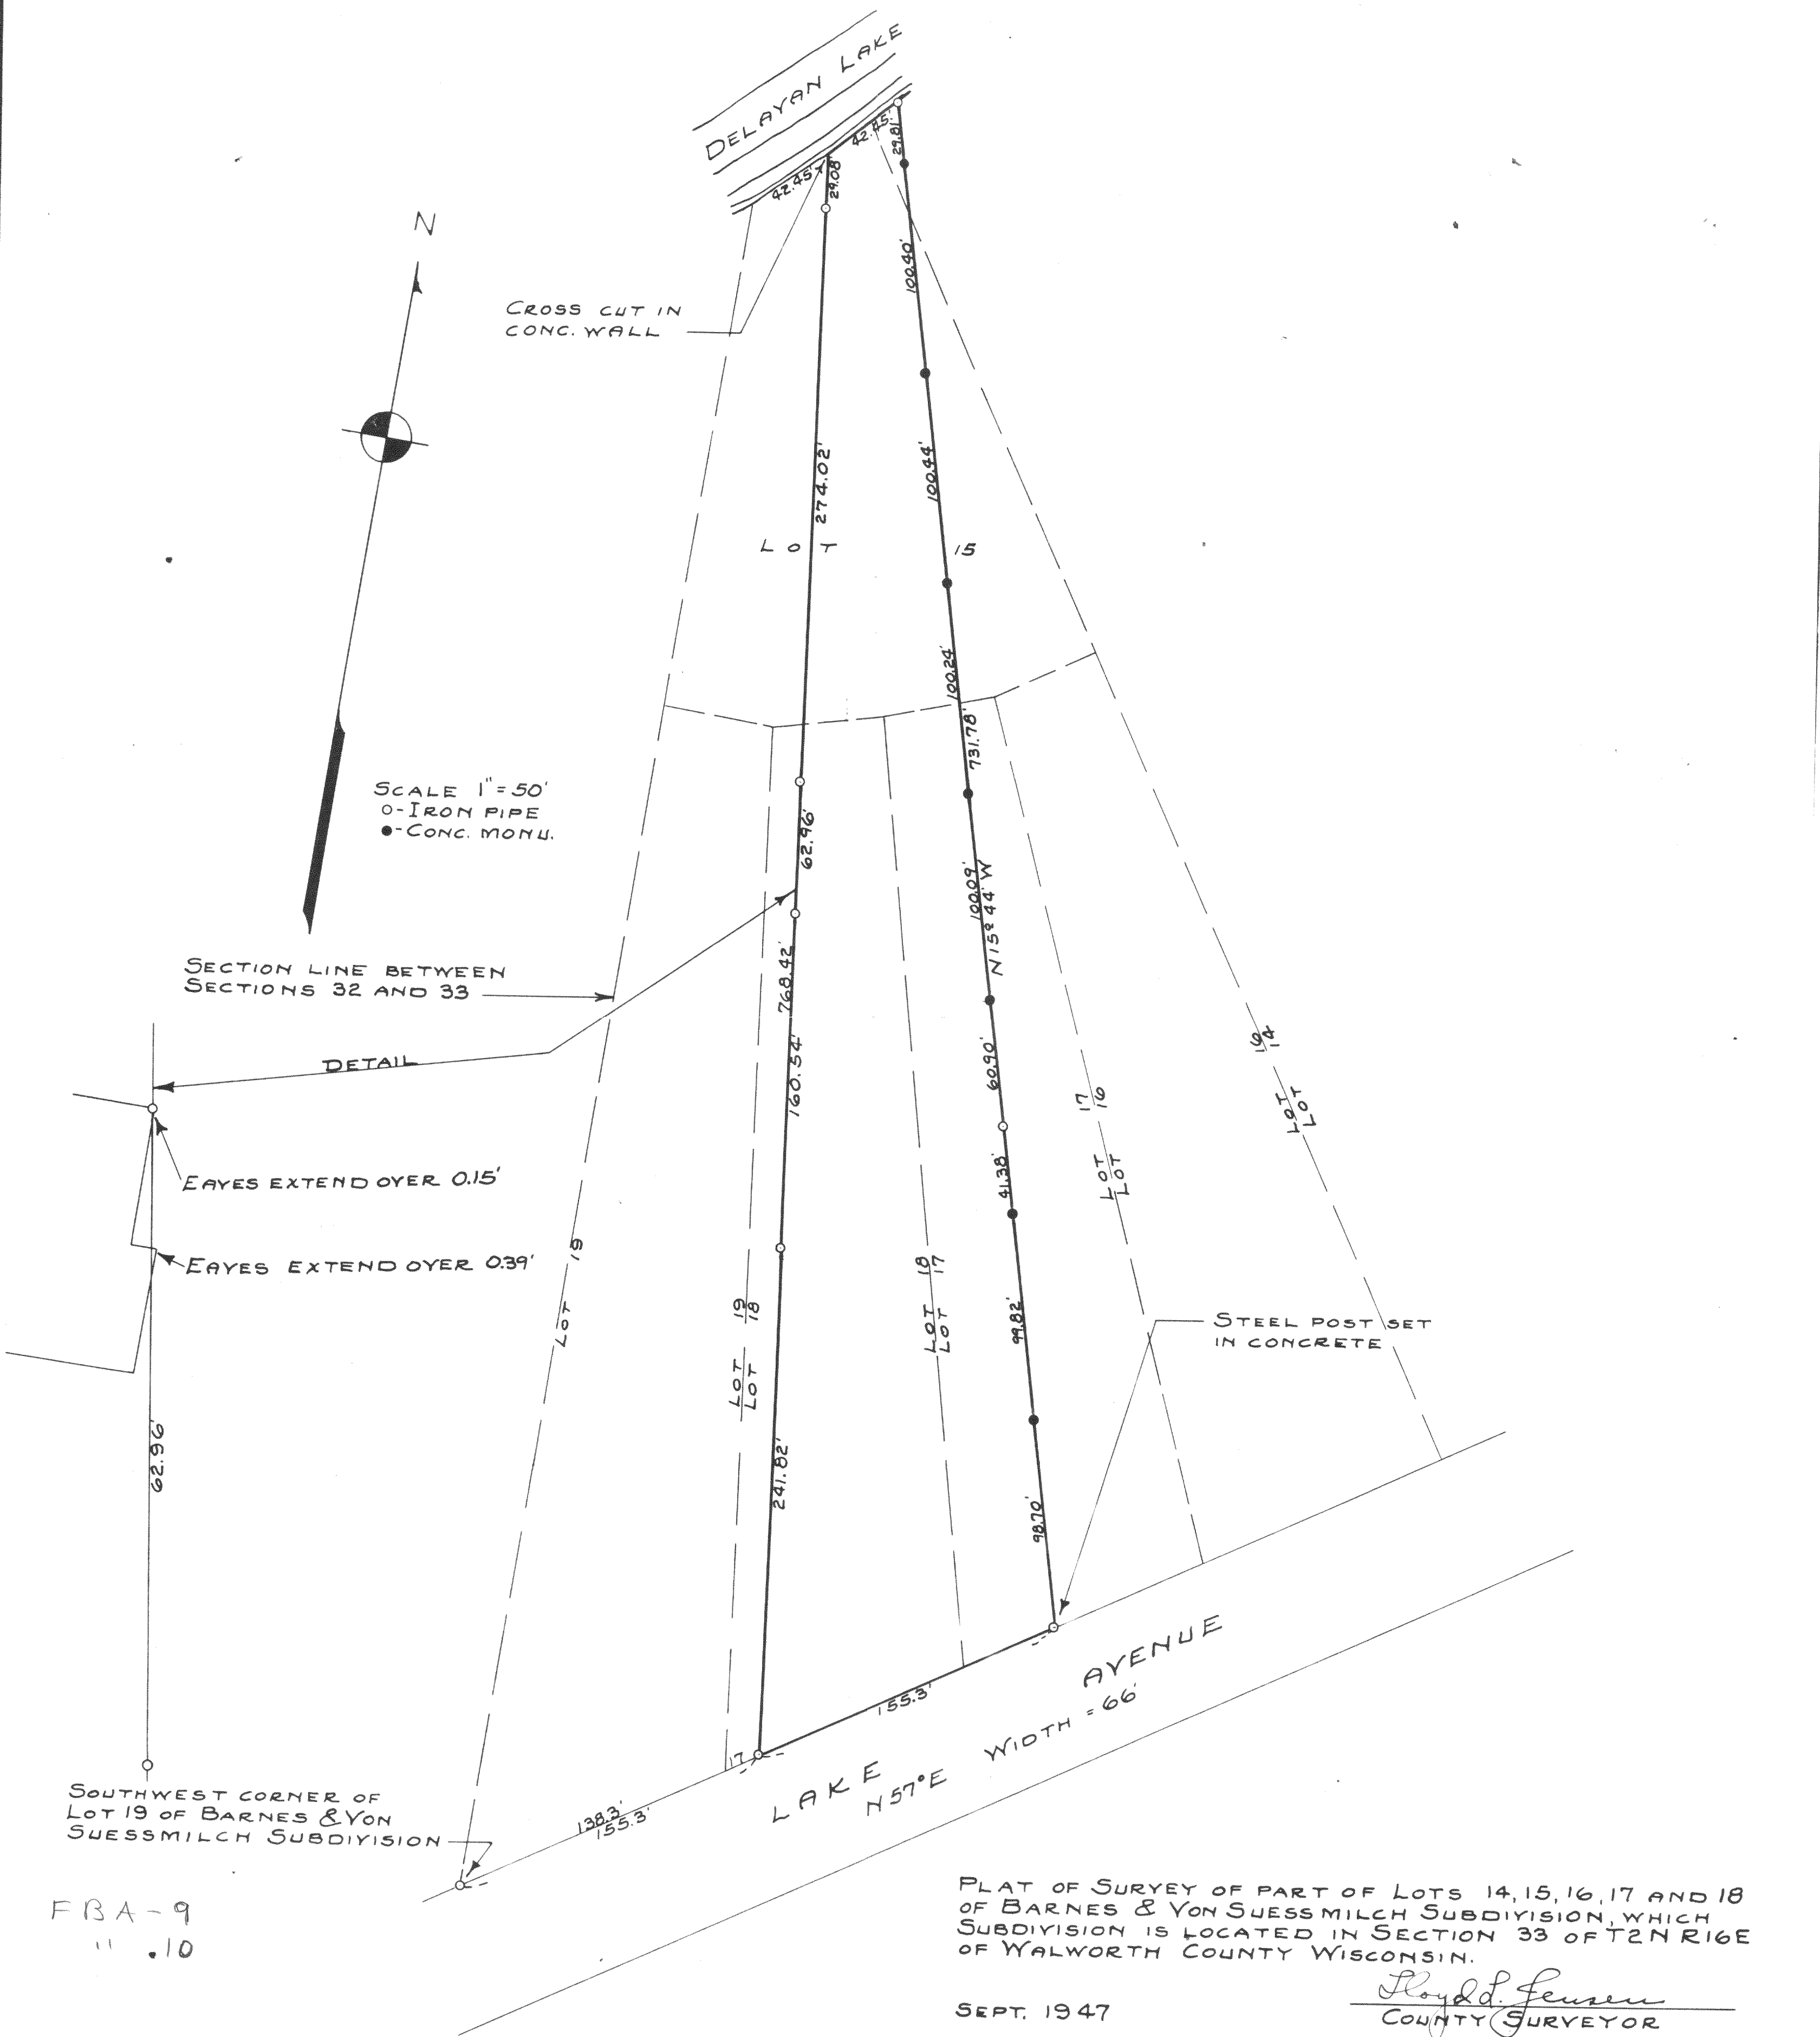 DELAVAN LAKE
42.45'
29.81'
42.45'
29.08'
N
100.40'
CROSS CUT IN
CONC. WALL
274.02'
100.44'
LOT 15
100.24'
731.78'
SCALE 1" = 50'
O-IRON PIPE
●-CONC. MONU.
62.96'
100.09'
N 15° 44' W
SECTION LINE BETWEEN
SECTIONS 32 AND 33
768.42'
160.54'
60.90'
16
14
LOT
LOT
DETAIL
17
16
LOT
LOT
EAVES EXTEND OVER 0.15'
41.38'
EAVES EXTEND OVER 0.39'
LOT 19
19
18
LOT
LOT
18
17
LOT
LOT
99.82'
STEEL POST SET
IN CONCRETE
62.96'
241.82'
98.70'
155.3'
17'
LAKE AVENUE
N 57° E WIDTH = 66'
138.3'
155.3'
SOUTHWEST CORNER OF
LOT 19 OF BARNES & VON
SUESSMILCH SUBDIVISION
FBA-9
" .10
PLAT OF SURVEY OF PART OF LOTS 14, 15, 16, 17 AND 18
OF BARNES & VON SUESSMILCH SUBDIVISION, WHICH
SUBDIVISION IS LOCATED IN SECTION 33 OF T2N R16E
OF WALWORTH COUNTY WISCONSIN.
SEPT. 1947
Lloyd L. Jensen
COUNTY SURVEYOR